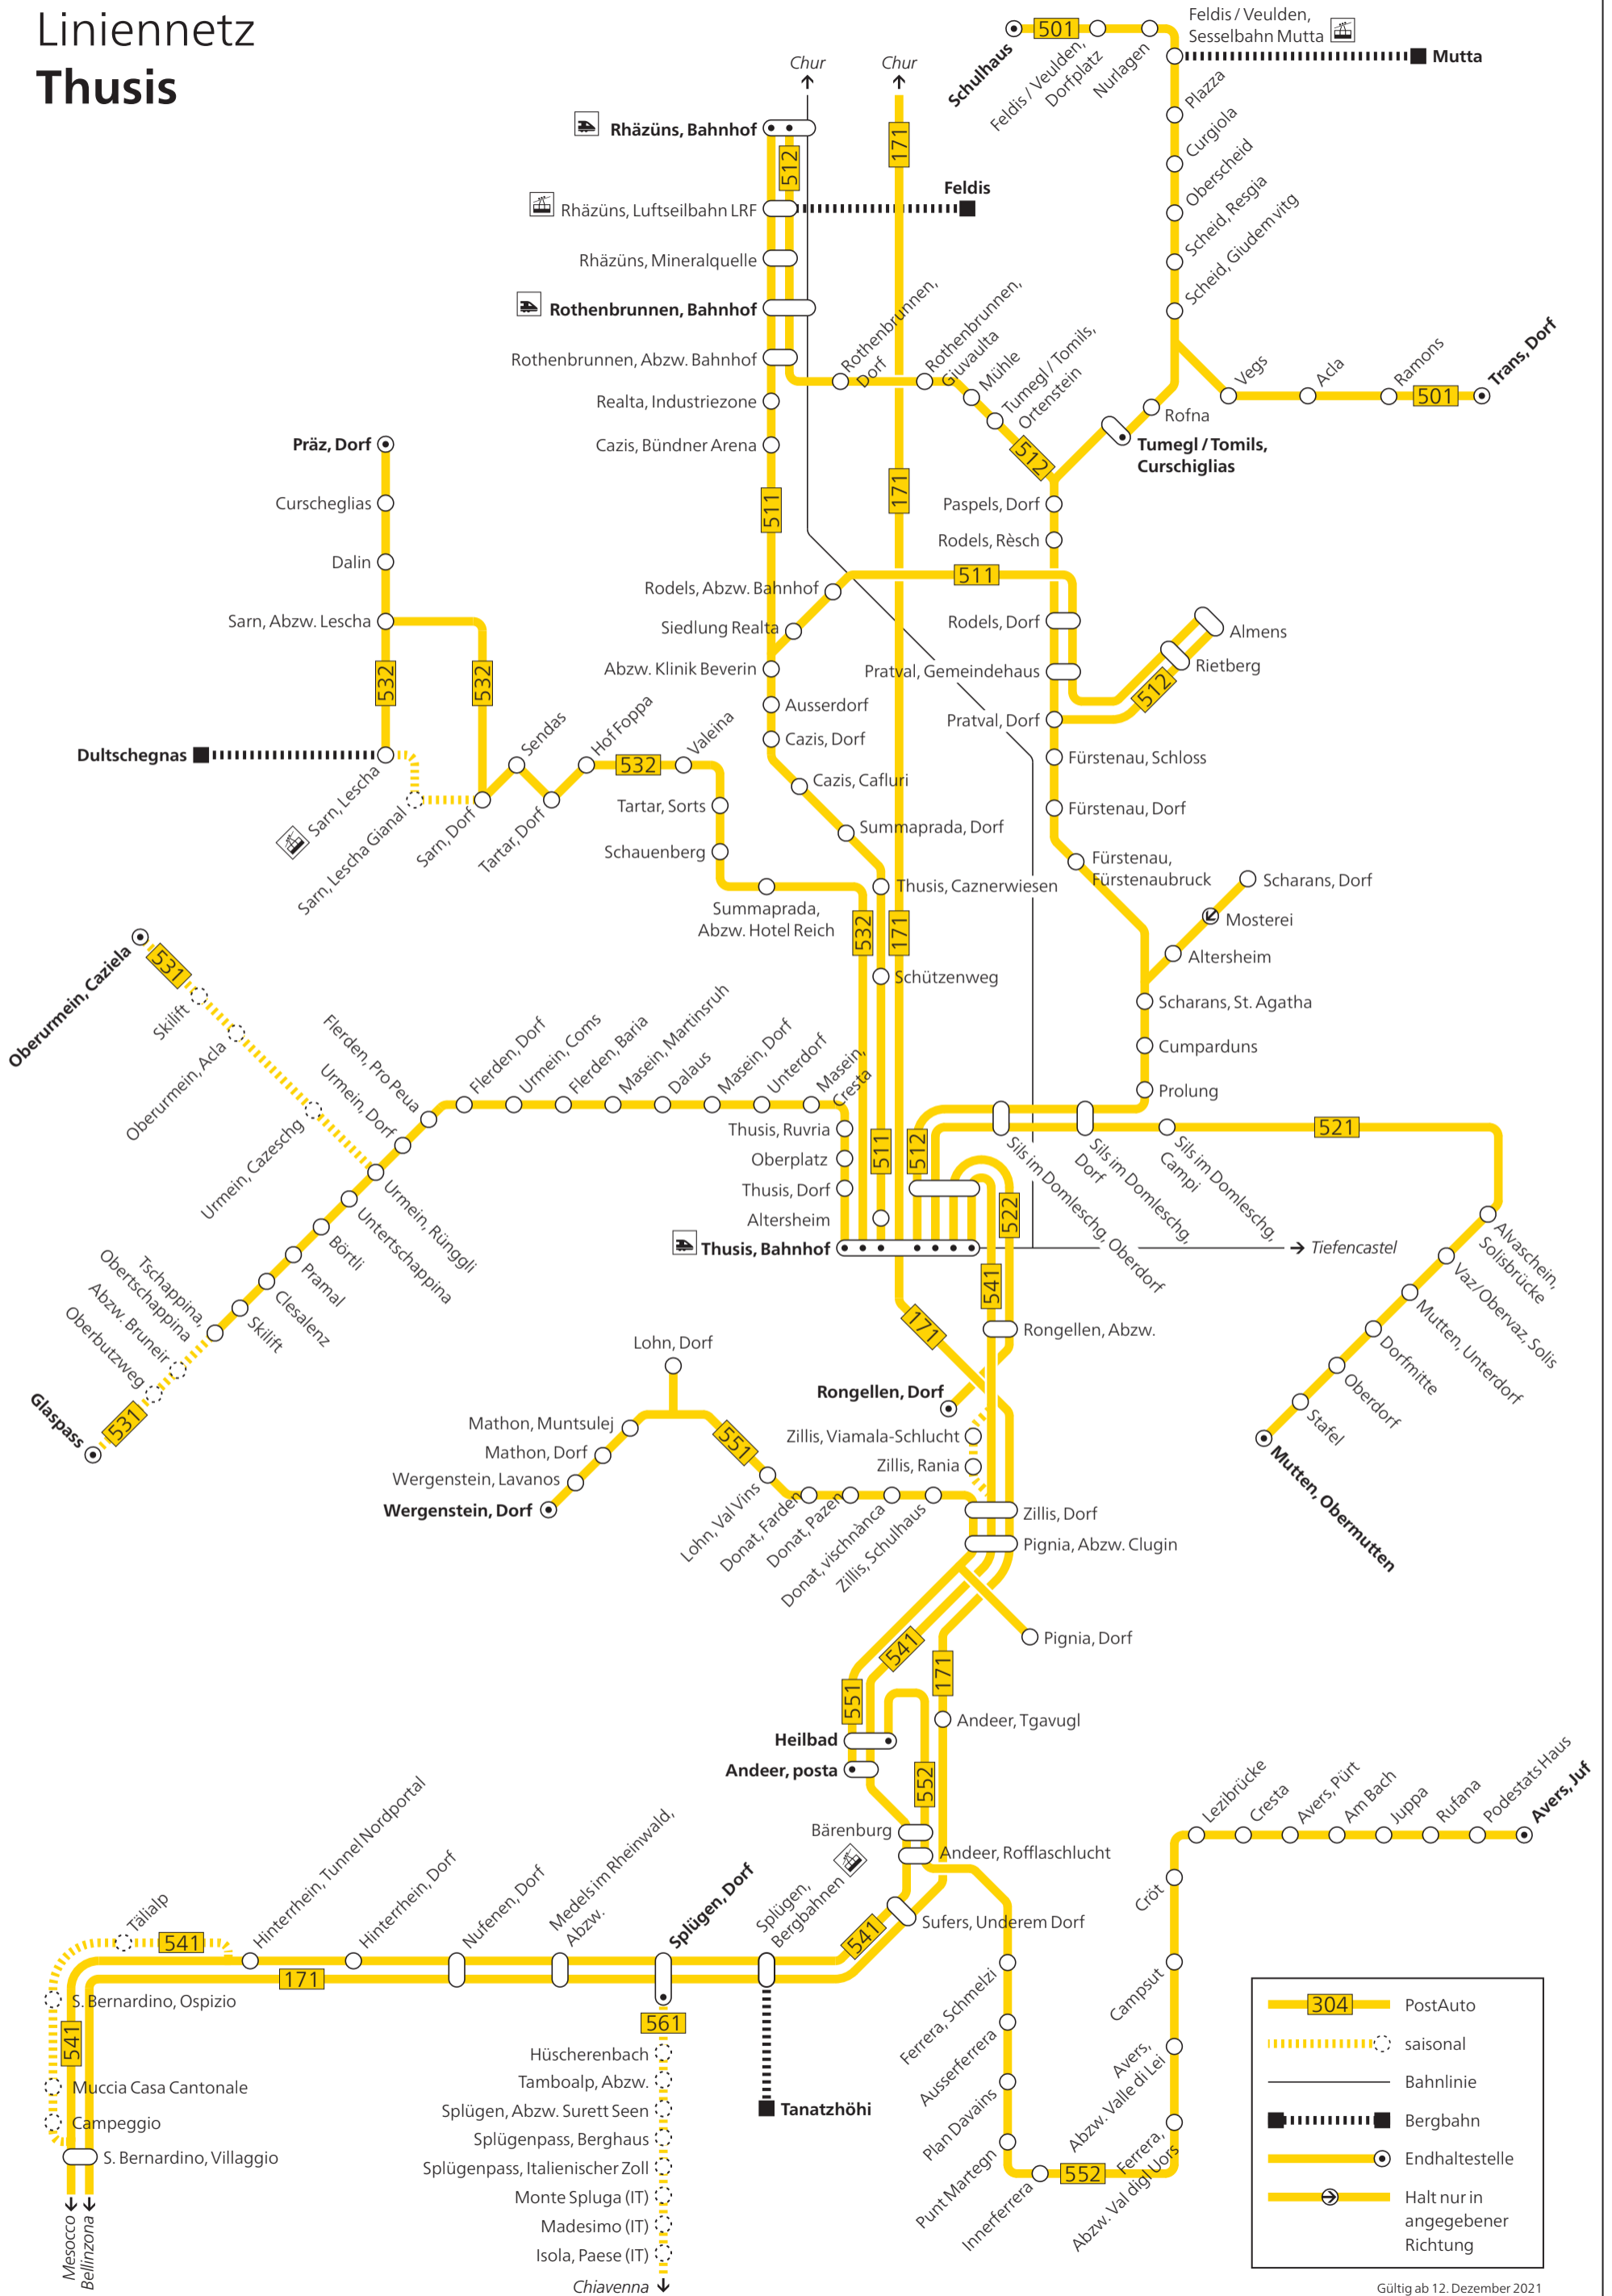 Liniennetz
Thusis
Chur
Chur
Schulhaus
501
Feldis / Veulden,
Dorfplatz
Nurlagen
Feldis / Veulden,
Sesselbahn Mutta
Mutta
Plazza
Curgiola
Oberscheid
Scheid, Resgia
Scheid, Giudem vitg
Rhäzüns, Bahnhof
512
171
Rhäzüns, Luftseilbahn LRF
Feldis
Rhäzüns, Mineralquelle
Rothenbrunnen, Bahnhof
Rothenbrunnen, Abzw. Bahnhof
Rothenbrunnen,
Dorf
Rothenbrunnen,
Giuvaulta
Mühle
Tumegl / Tomils,
Ortenstein
512
Vegs
Acla
Ramons
501
Trans, Dorf
Rofna
Tumegl / Tomils,
Curschiglias
Realta, Industriezone
Cazis, Bündner Arena
511
171
Präz, Dorf
Curscheglias
Dalin
Sarn, Abzw. Lescha
532
532
Paspels, Dorf
Rodels, Rèsch
511
Rodels, Abzw. Bahnhof
Siedlung Realta
Abzw. Klinik Beverin
Rodels, Dorf
Pratval, Gemeindehaus
Almens
Rietberg
512
Pratval, Dorf
Ausserdorf
Cazis, Dorf
Cazis, Cafluri
Summaprada, Dorf
Fürstenau, Schloss
Fürstenau, Dorf
Fürstenau,
Fürstenaubruck
Dultschegnas
Sarn, Lescha
Sarn, Lescha Gianal
Sarn, Dorf
Sendas
Tartar, Dorf
Hof Foppa
532
Valeina
Tartar, Sorts
Schauenberg
Summaprada,
Abzw. Hotel Reich
Thusis, Caznerwiesen
532
171
Schützenweg
Scharans, Dorf
Mosterei
Altersheim
Scharans, St. Agatha
Cumparduns
Prolung
Oberurmein, Caziela
531
Skilift
Oberurmein, Acla
Urmein, Cazeschg
Urmein, Dorf
Flerden, Pro Peua
Flerden, Dorf
Urmein, Coms
Flerden, Baria
Masein, Martinsruh
Dalaus
Masein, Dorf
Unterdorf
Masein,
Cresta
Thusis, Ruvria
Oberplatz
Thusis, Dorf
Altersheim
Thusis, Bahnhof
511
512
521
522
541
Sils im Domleschg, Oberdorf
Sils im Domleschg,
Dorf
Sils im Domleschg,
Campi
Tiefencastel
Alvaschein,
Solisbrücke
Vaz/Obervaz, Solis
Mutten, Unterdorf
Dorfmitte
Oberdorf
Stafel
Mutten, Obermutten
Urmein, Rünggli
Untertschappina
Börtli
Pramal
Clesalenz
Skilift
Tschappina,
Obertschappina
Abzw. Bruneir
Oberbutzweg
531
Glaspass
171
Rongellen, Abzw.
Rongellen, Dorf
Zillis, Viamala-Schlucht
Zillis, Rania
Zillis, Dorf
Pignia, Abzw. Clugin
Pignia, Dorf
Lohn, Dorf
Mathon, Muntsulej
Mathon, Dorf
Wergenstein, Lavanos
Wergenstein, Dorf
551
Lohn, Val Vins
Donat, Farden
Donat, Pazen
Donat, vischnànca
Zillis, Schulhaus
541
551
171
Andeer, Tgavugl
Heilbad
Andeer, posta
552
Bärenburg
Andeer, Rofflaschlucht
Sufers, Underem Dorf
541
Tälialp
541
Hinterrhein, Tunnel Nordportal
Hinterrhein, Dorf
Nufenen, Dorf
Medels im Rheinwald,
Abzw.
Splügen, Dorf
Splügen,
Bergbahnen
171
S. Bernardino, Ospizio
541
Muccia Casa Cantonale
Campeggio
S. Bernardino, Villaggio
Mesocco
Bellinzona
561
Hüscherenbach
Tamboalp, Abzw.
Splügen, Abzw. Surett Seen
Splügenpass, Berghaus
Splügenpass, Italienischer Zoll
Monte Spluga (IT)
Madesimo (IT)
Isola, Paese (IT)
Chiavenna
Tanatzhöhi
Ferrera, Schmelzi
Ausserferrera
Plan Davains
Punt Martegn
Innerferrera
552
Ferrera,
Abzw. Val digl Uors
Avers,
Abzw. Valle di Lei
Campsut
Cröt
Lezibrücke
Cresta
Avers, Pürt
Am Bach
Juppa
Rufana
Podestats Haus
Avers, Juf
304
PostAuto
saisonal
Bahnlinie
Bergbahn
Endhaltestelle
Halt nur in
angegebener
Richtung
Gültig ab 12. Dezember 2021